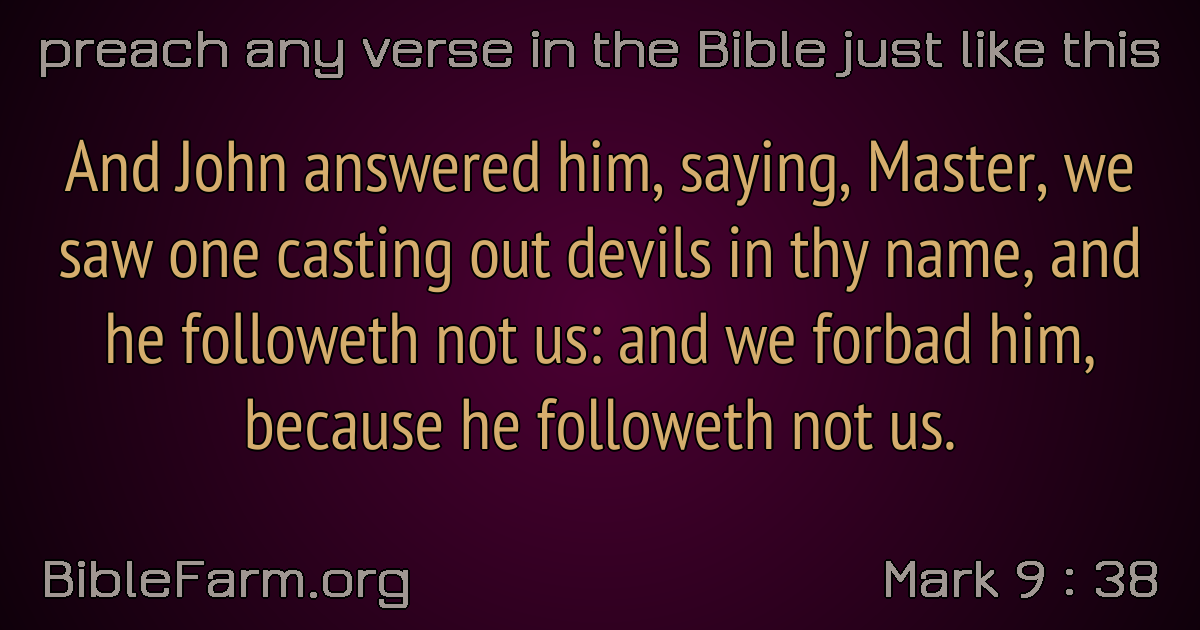 preach any verse in the Bible just like this
And John answered him, saying, Master, we
saw one casting out devils in thy name, and
he followeth not us: and we forbad him,
because he followeth not us.
BibleFarm.org
Mark 9 : 38